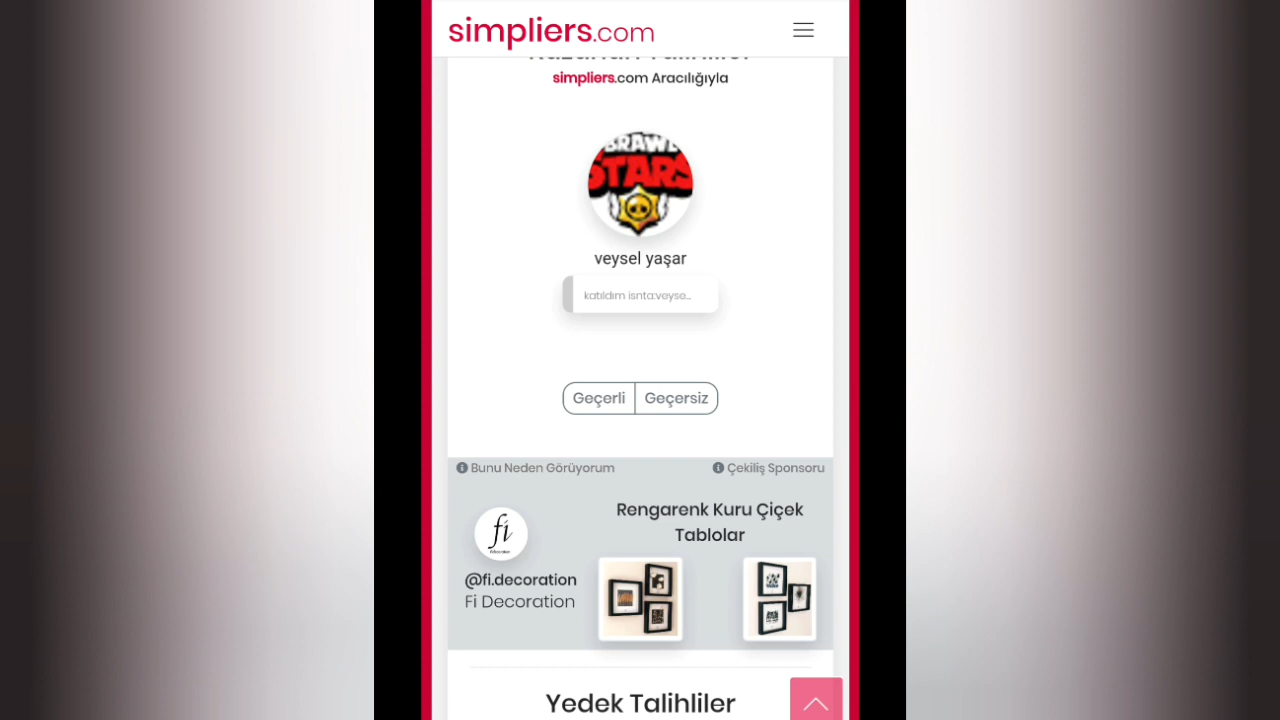 simpliers.com
simpliers.com Aracılığıyla
BRAWL
STARS
veysel yaşar
katıldım isnta:veyse...
Geçerli Geçersiz
Bunu Neden Görüyorum Çekiliş Sponsoru
Rengarenk Kuru Çiçek
Tablolar
fi
@fi.decoration
Fi Decoration
Yedek Talihliler